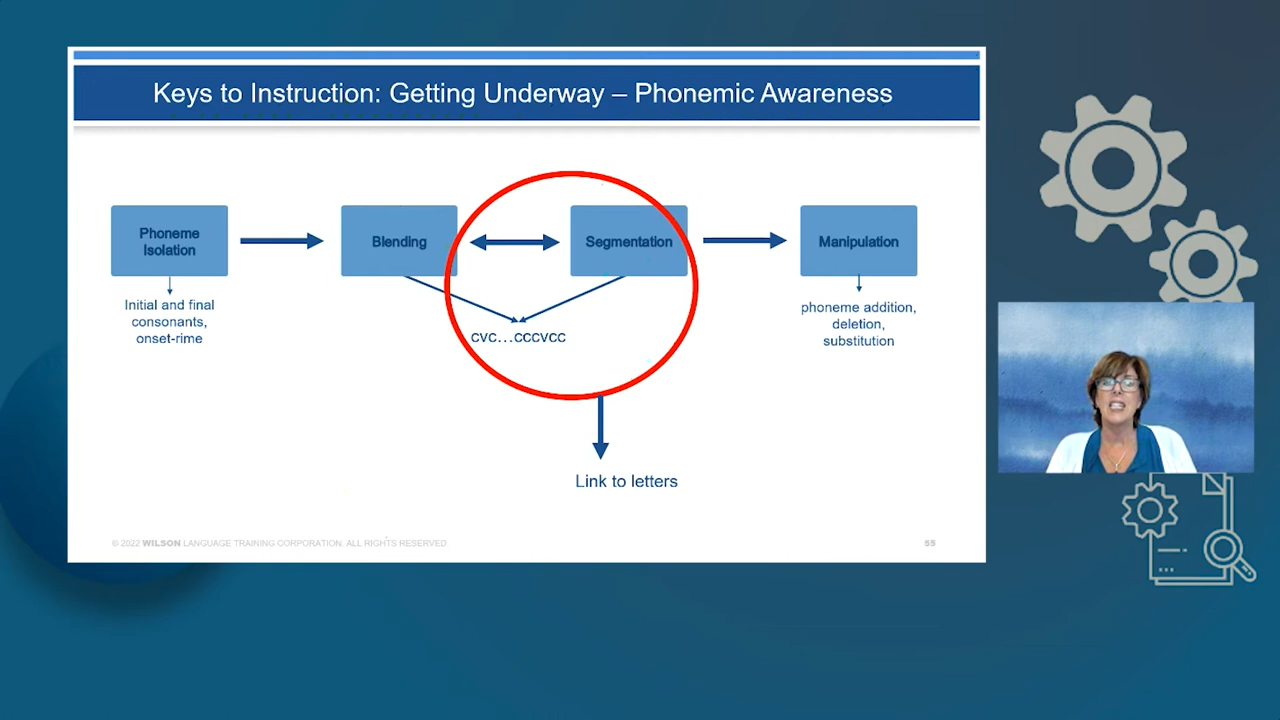 Keys to Instruction: Getting Underway – Phonemic Awareness
Phoneme
Isolation
Blending
Segmentation
Manipulation
Initial and final
consonants,
onset-rime
CVC...CCCVCC
phoneme addition,
deletion,
substitution
Link to letters
© 2022 WILSON LANGUAGE TRAINING CORPORATION. ALL RIGHTS RESERVED.
55